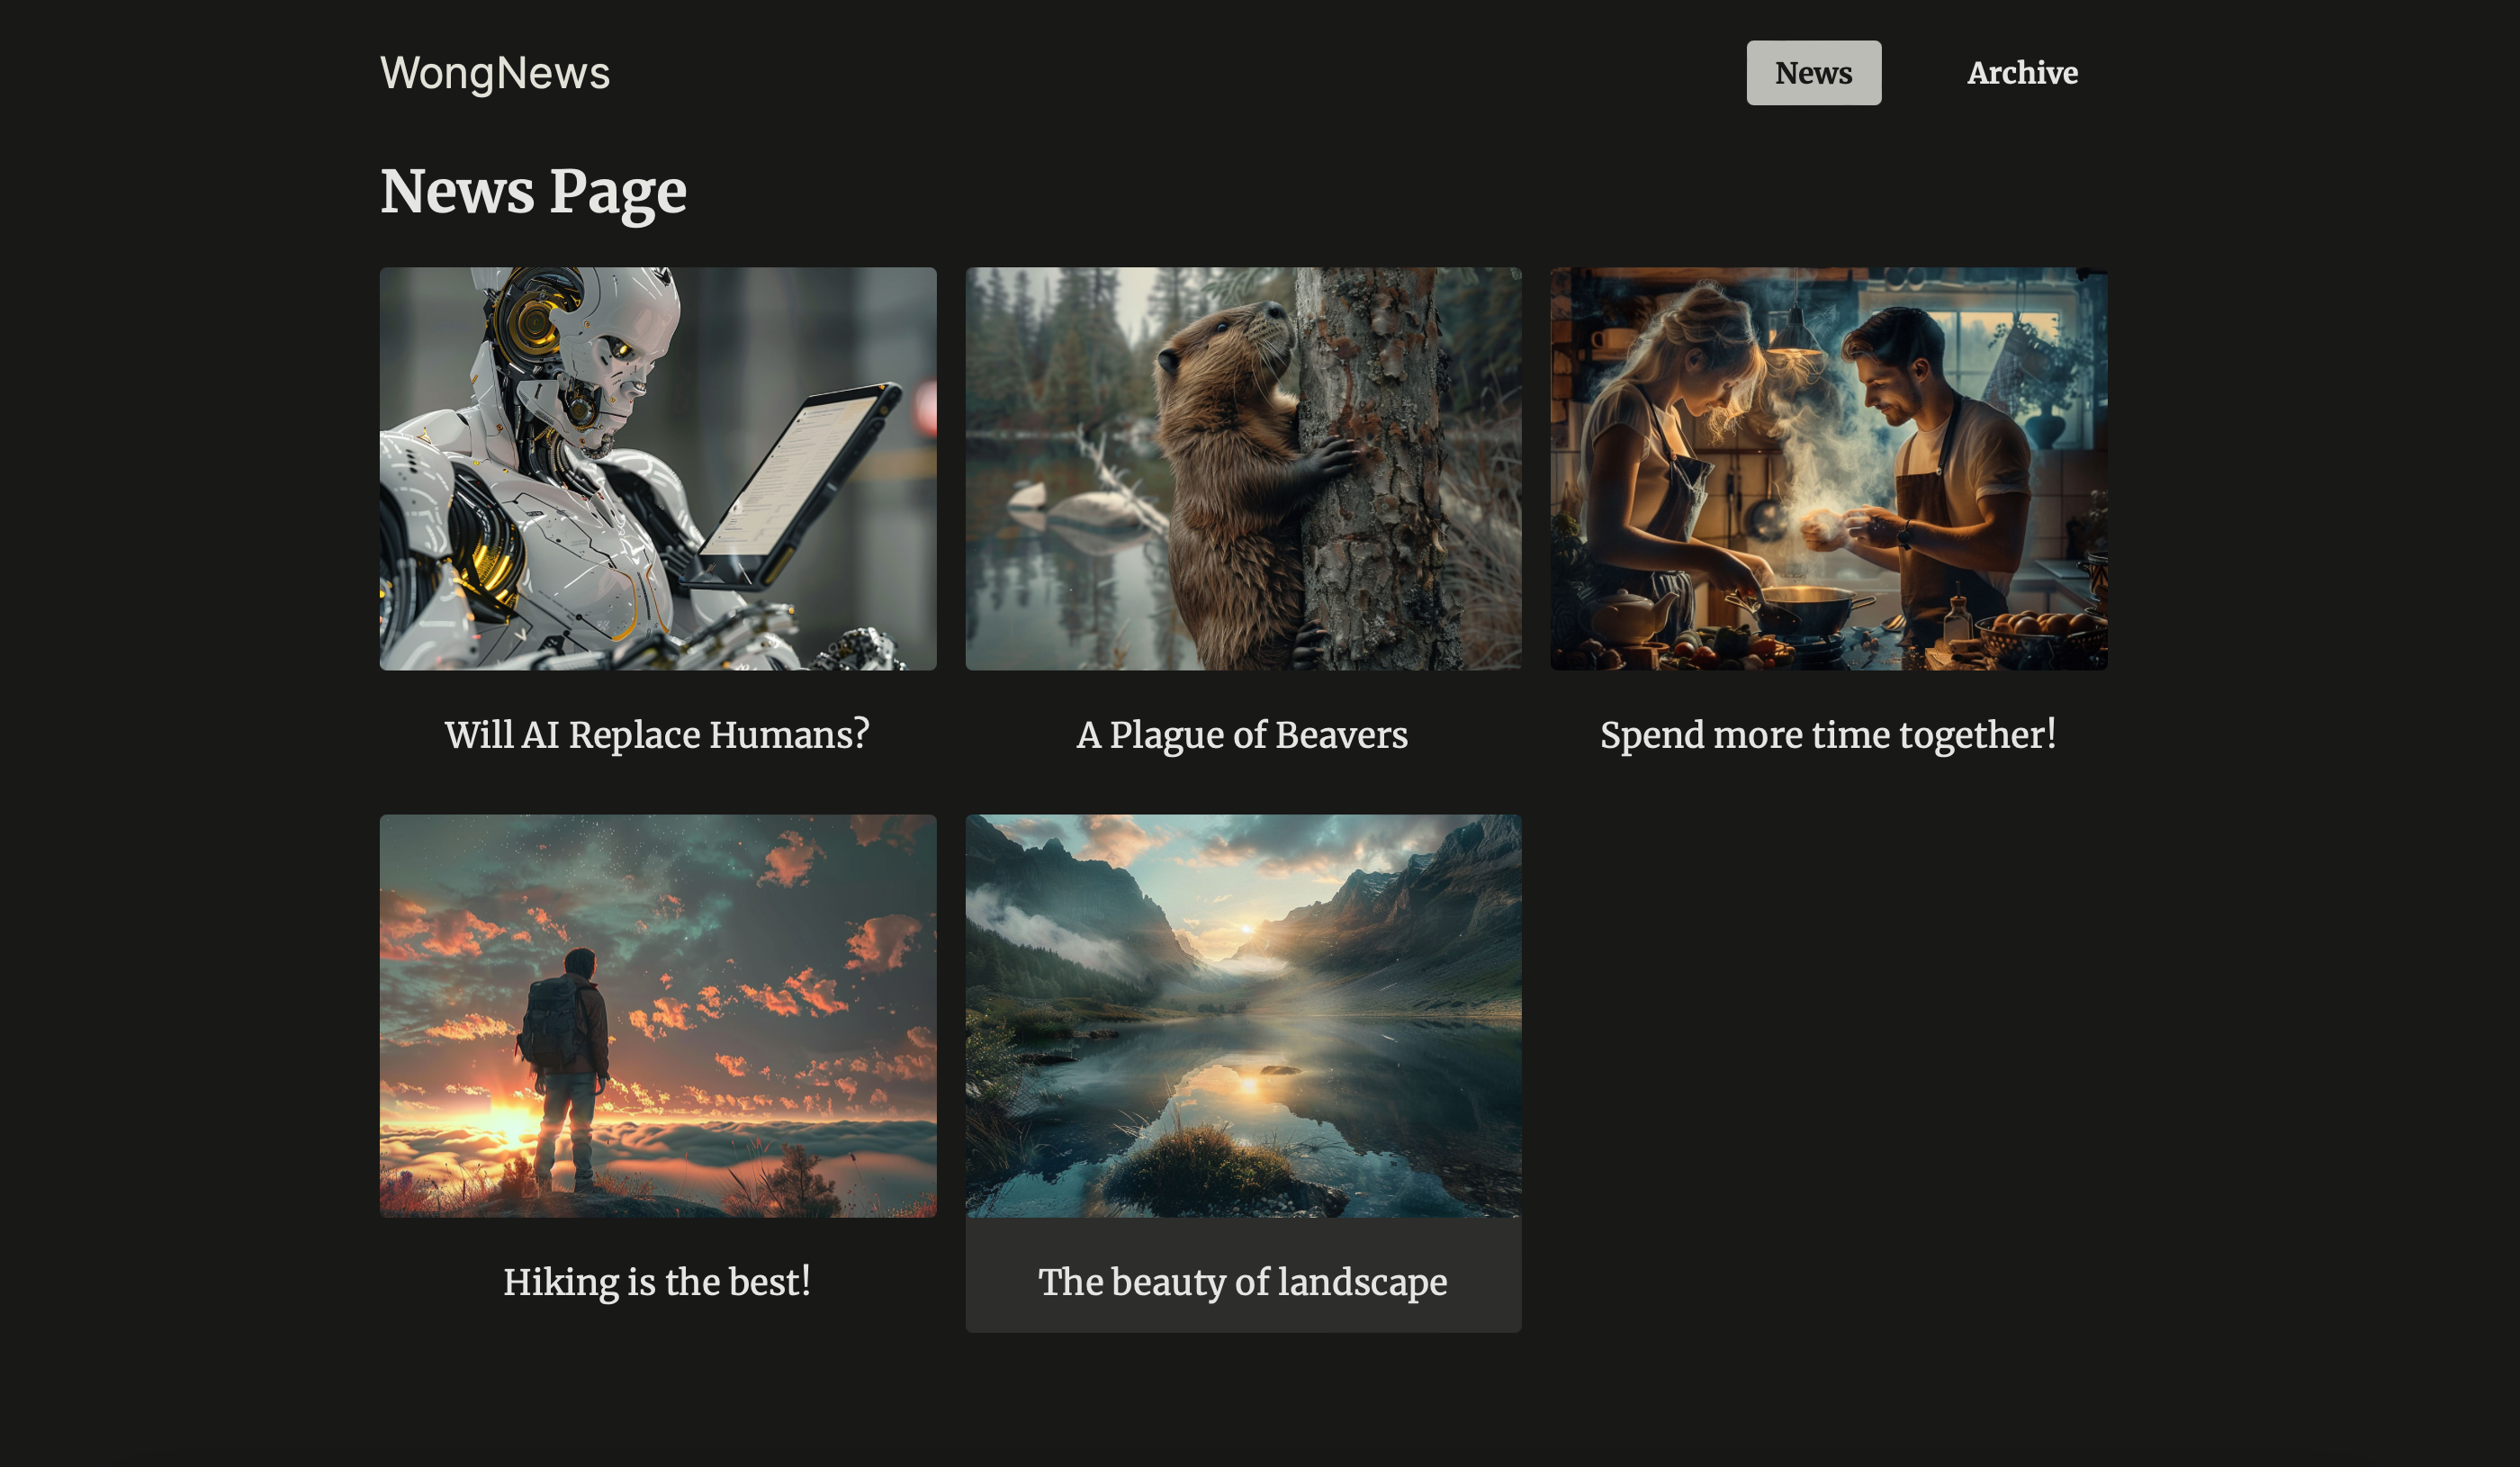 WongNews
News
Archive
News Page
Will AI Replace Humans?
A Plague of Beavers
Spend more time together!
Hiking is the best!
The beauty of landscape